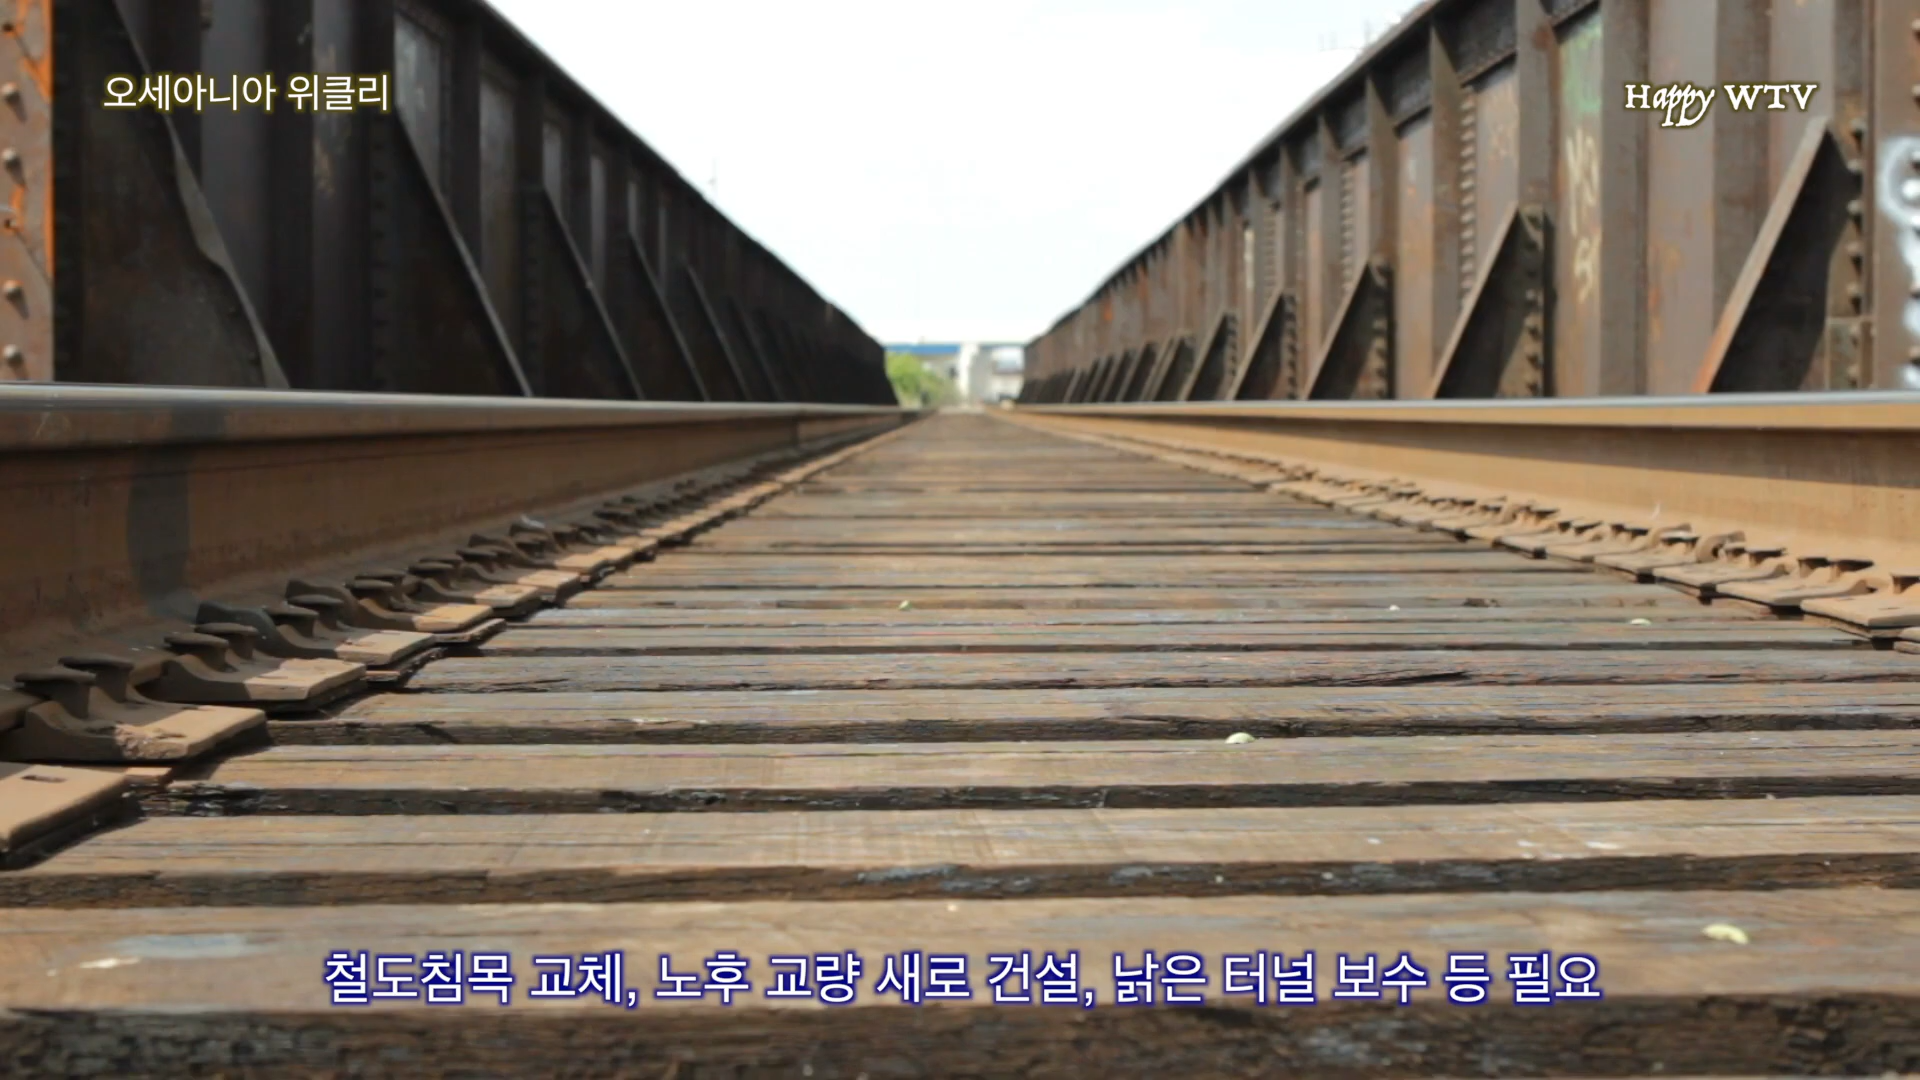 오세아니아 위클리
Happy WTV
철도침목 교체, 노후 교량 새로 건설, 낡은 터널 보수 등 필요